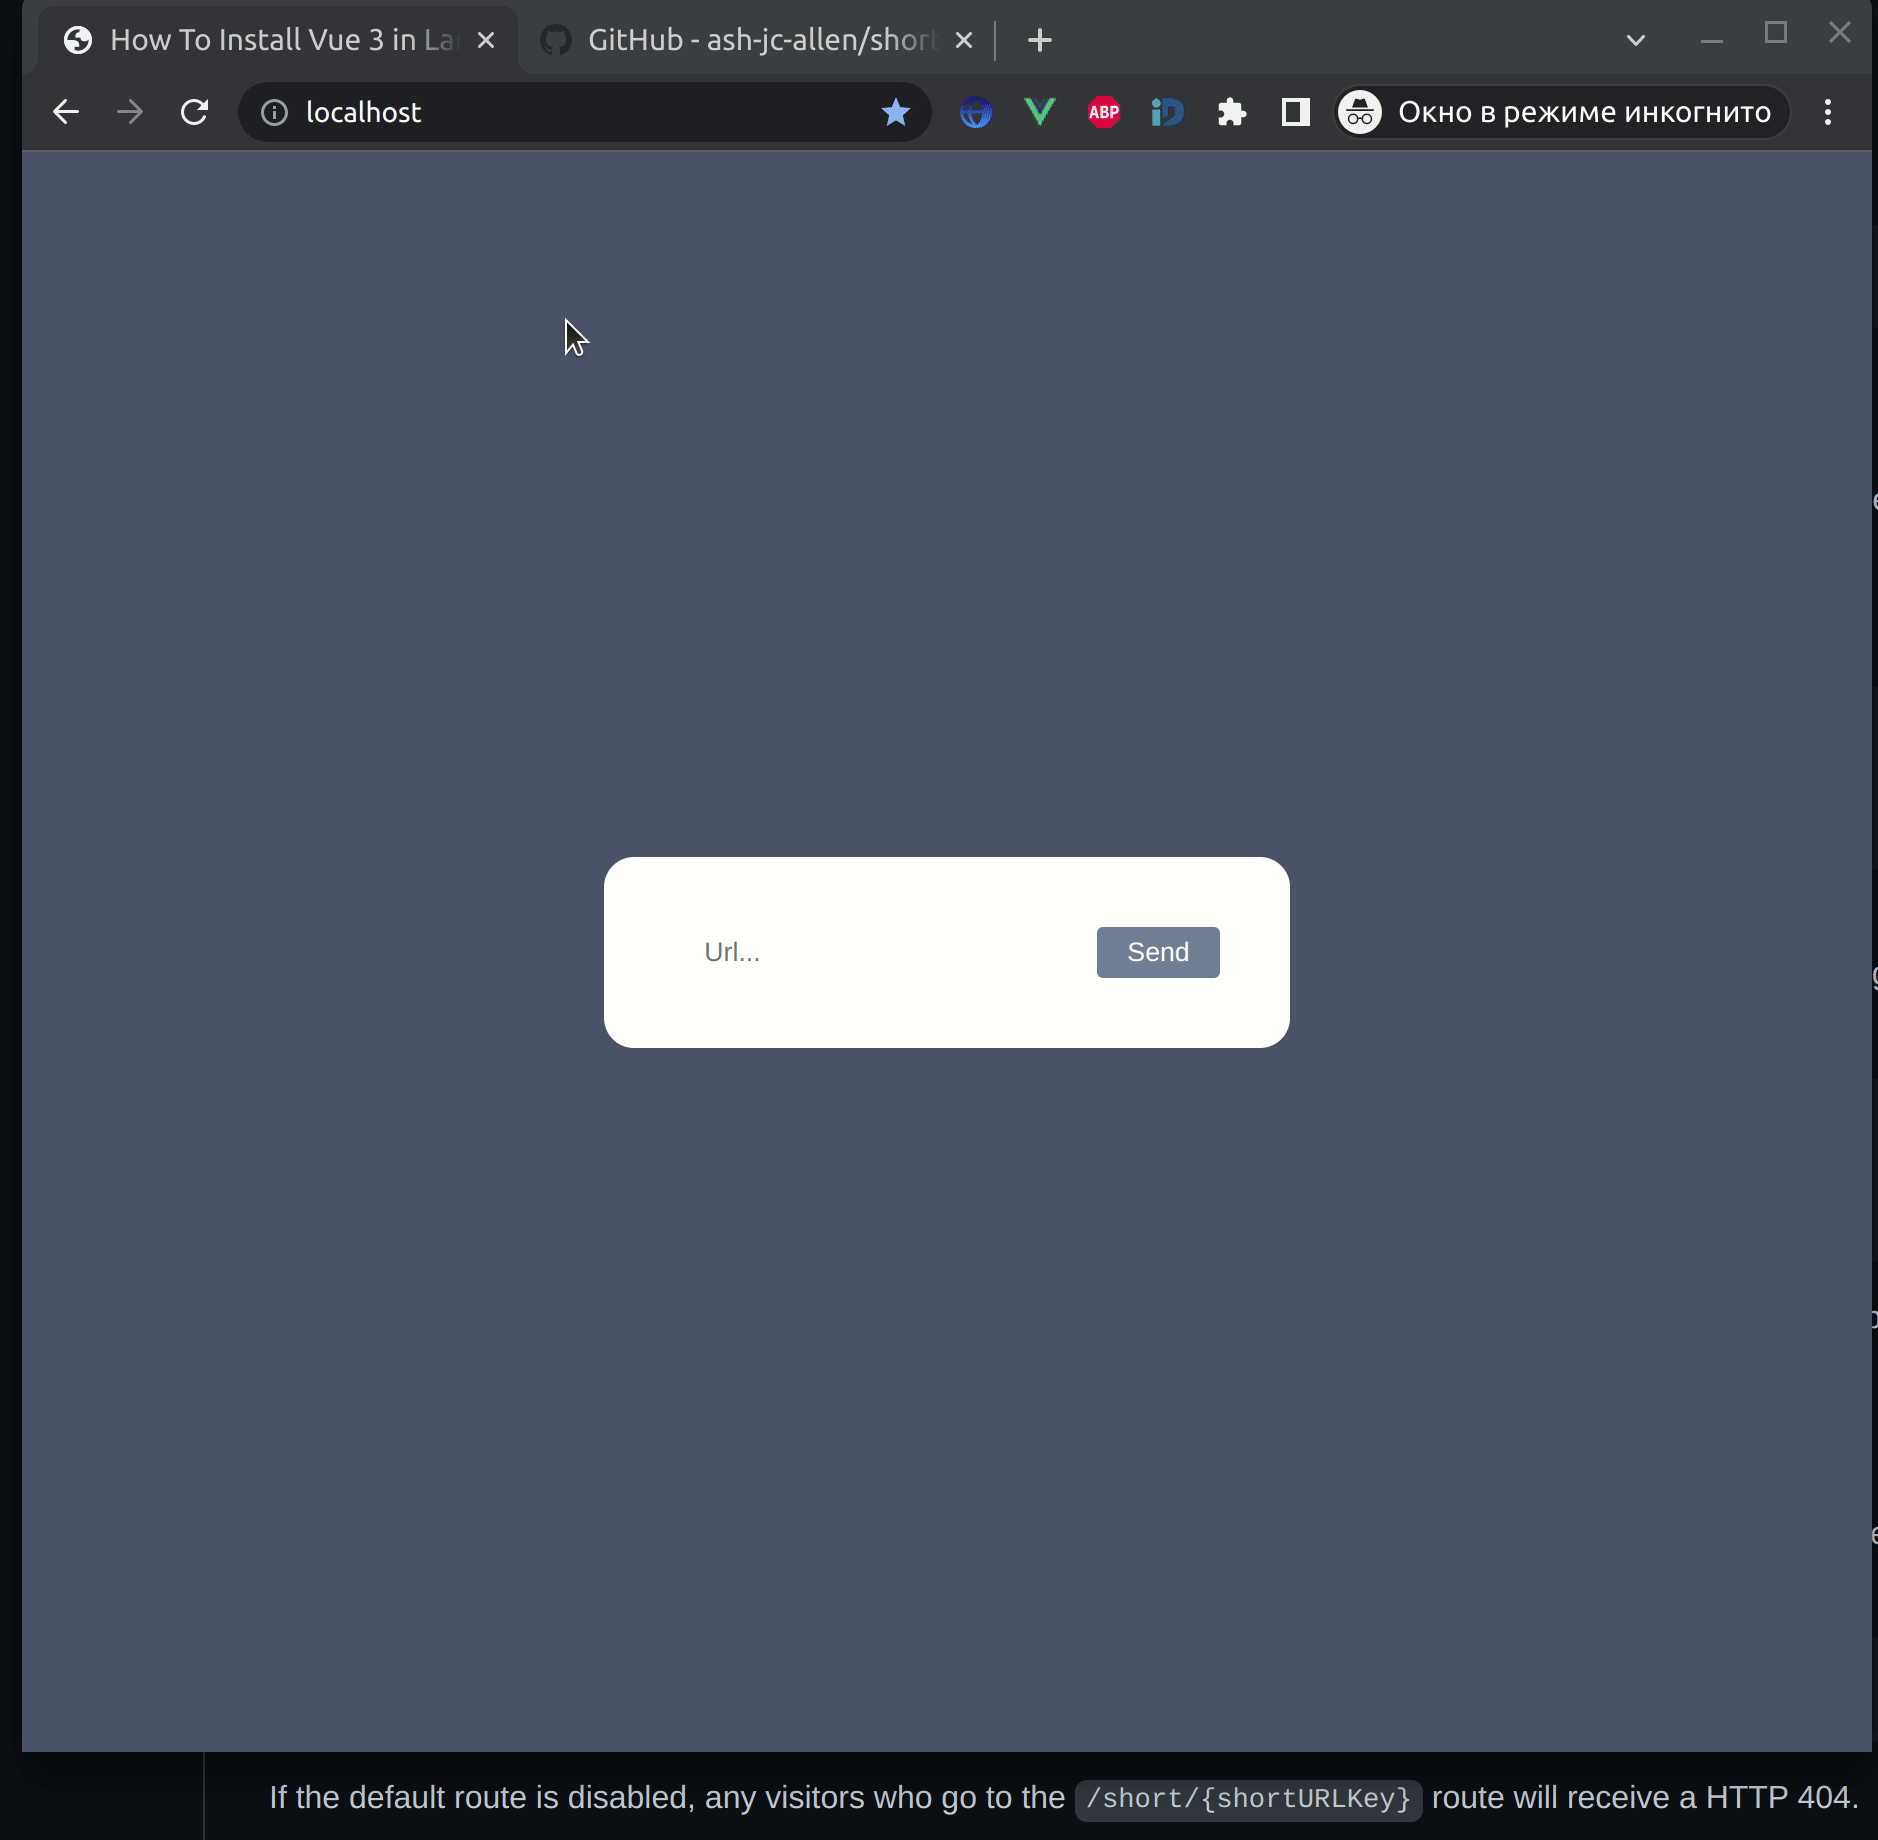 How To Install Vue 3 in La
GitHub - ash-jc-allen/short
localhost
ABP
iD
Окно в режиме инкогнито
Url...
Send
If the default route is disabled, any visitors who go to the /short/{shortURLKey} route will receive a HTTP 404.